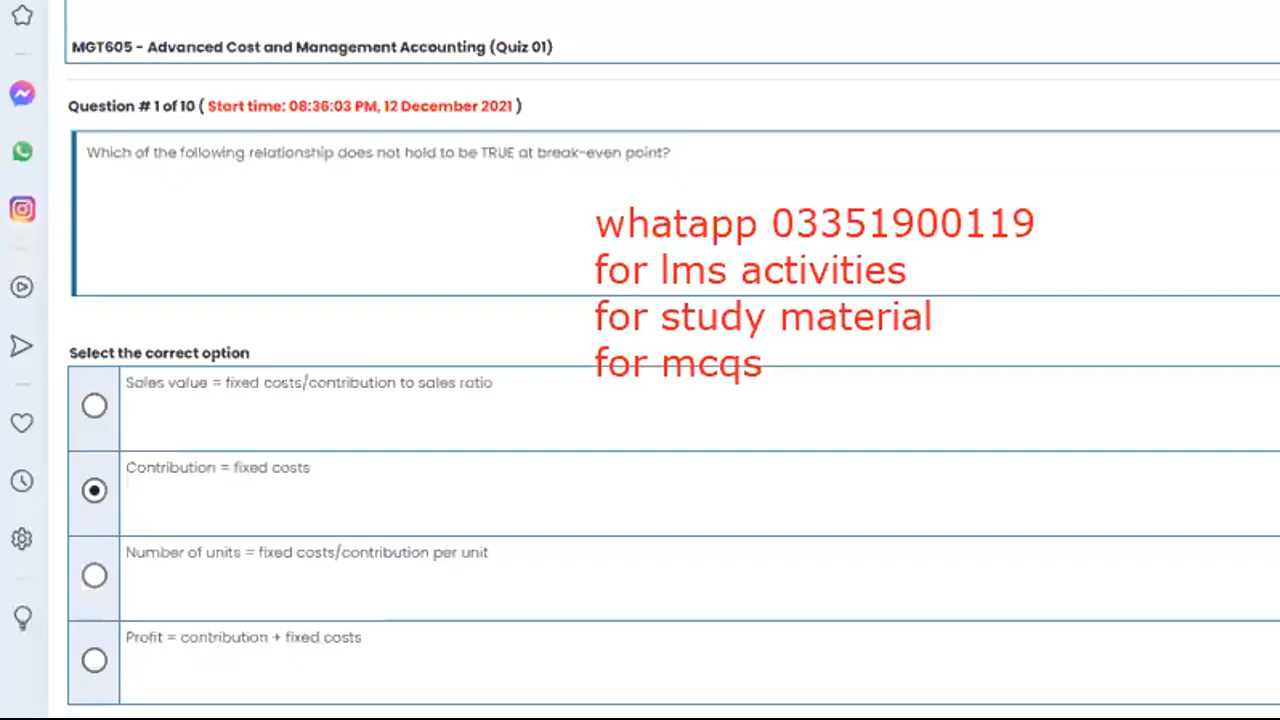 MGT605 - Advanced Cost and Management Accounting (Quiz 01)
Question # 1 of 10 ( Start time: 08:36:03 PM, 12 December 2021 )
Which of the following relationship does not hold to be TRUE at break-even point?
whatapp 03351900119
for lms activities
for study material
for mcqs
Select the correct option
Sales value = fixed costs/contribution to sales ratio
Contribution = fixed costs
Number of units = fixed costs/contribution per unit
Profit = contribution + fixed costs